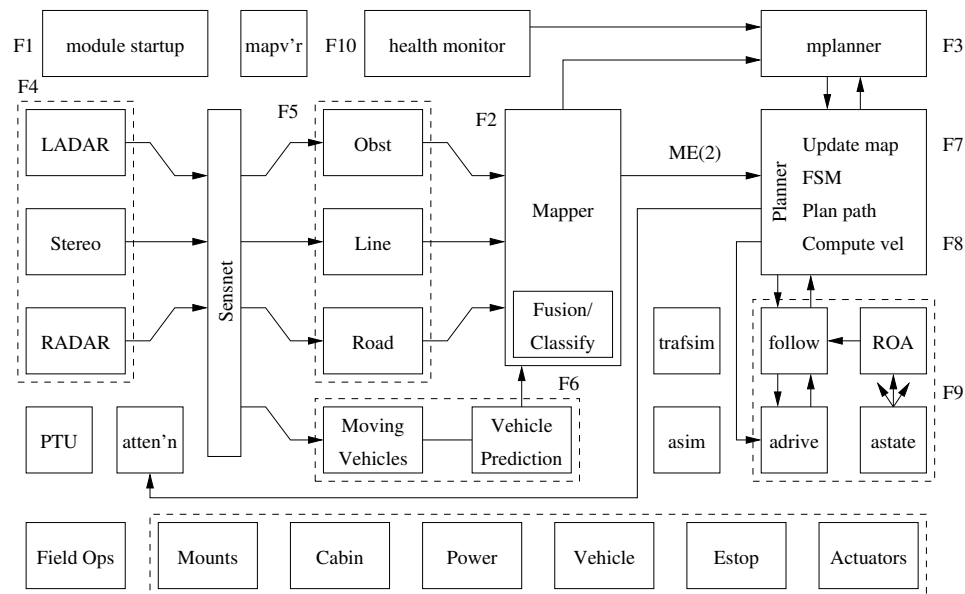 F1
module startup
mapv'r
F10
health monitor
mplanner
F3
F4
F5
F2
LADAR
Obst
ME(2)
Planner
Update map
FSM
Plan path
Compute vel
F7
F8
Stereo
Sensnet
Line
Mapper
RADAR
Road
Fusion/
Classify
trafsim
follow
ROA
F6
F9
PTU
atten'n
Moving
Vehicles
Vehicle
Prediction
asim
adrive
astate
Field Ops
Mounts
Cabin
Power
Vehicle
Estop
Actuators